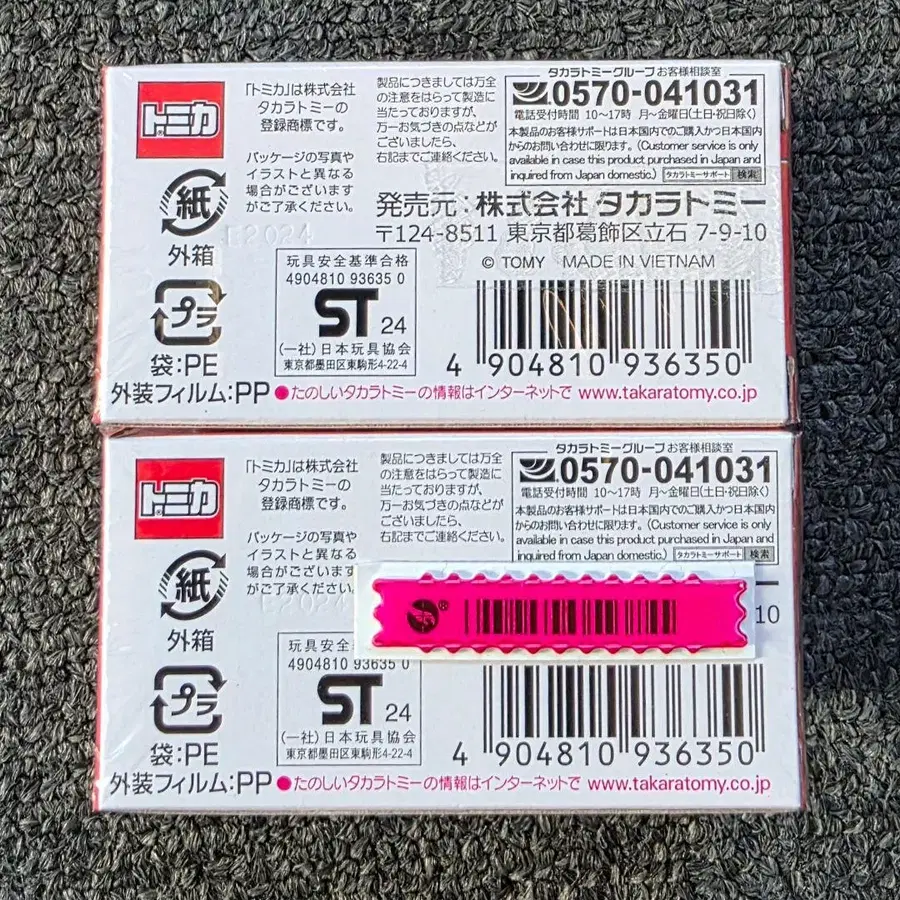 トミカ®
「トミカ」は株式会社
タカラトミーの
登録商標です。
パッケージの写真や
イラストと異なる
場合がございます
がご了承ください。
製品につきましては万全
の注意をはらって製造に
当たっておりますが、
万一お気づきの点などが
ございましたら、
右記までご連絡ください。
タカラトミーグループお客様相談室
0570-041031
電話受付時間 10〜17時 月〜金曜日(土日・祝日除く)
本製品のお客様サポートは日本国内でのご購入かつ日本国内
からのお問い合わせに限ります。(Customer service is only
available in case this product purchased in Japan and
inquired from Japan domestic.) タカラトミーサポート 検索
発売元:株式会社 タカラトミー
〒124-8511 東京都葛飾区立石 7-9-10
© TOMY MADE IN VIETNAM
紙
外箱
E2024
プラ
袋:PE
外装フィルム:PP
玩具安全基準合格
4904810 93635 0
ST 24
(一社)日本玩具協会
東京都墨田区東駒形4-22-4
4 904810 936350
●たのしいタカラトミーの情報はインターネットで www.takaratomy.co.jp
トミカ®
「トミカ」は株式会社
タカラトミーの
登録商標です。
パッケージの写真や
イラストと異なる
場合がございます
がご了承ください。
製品につきましては万全
の注意をはらって製造に
当たっておりますが、
万一お気づきの点などが
ございましたら、
右記までご連絡ください。
タカラトミーグループお客様相談室
0570-041031
電話受付時間 10〜17時 月〜金曜日(土日・祝日除く)
本製品のお客様サポートは日本国内でのご購入かつ日本国内
からのお問い合わせに限ります。(Customer service is only
available in case this product purchased in Japan and
inquired from Japan domestic.) タカラトミーサポート 検索
10
®
紙
外箱
E2024
プラ
袋:PE
外装フィルム:PP
玩具安全
4904810 93635 0
ST 24
(一社)日本玩具協会
東京都墨田区東駒形4-22-4
4 904810 936350
●たのしいタカラトミーの情報はインターネットで www.takaratomy.co.jp